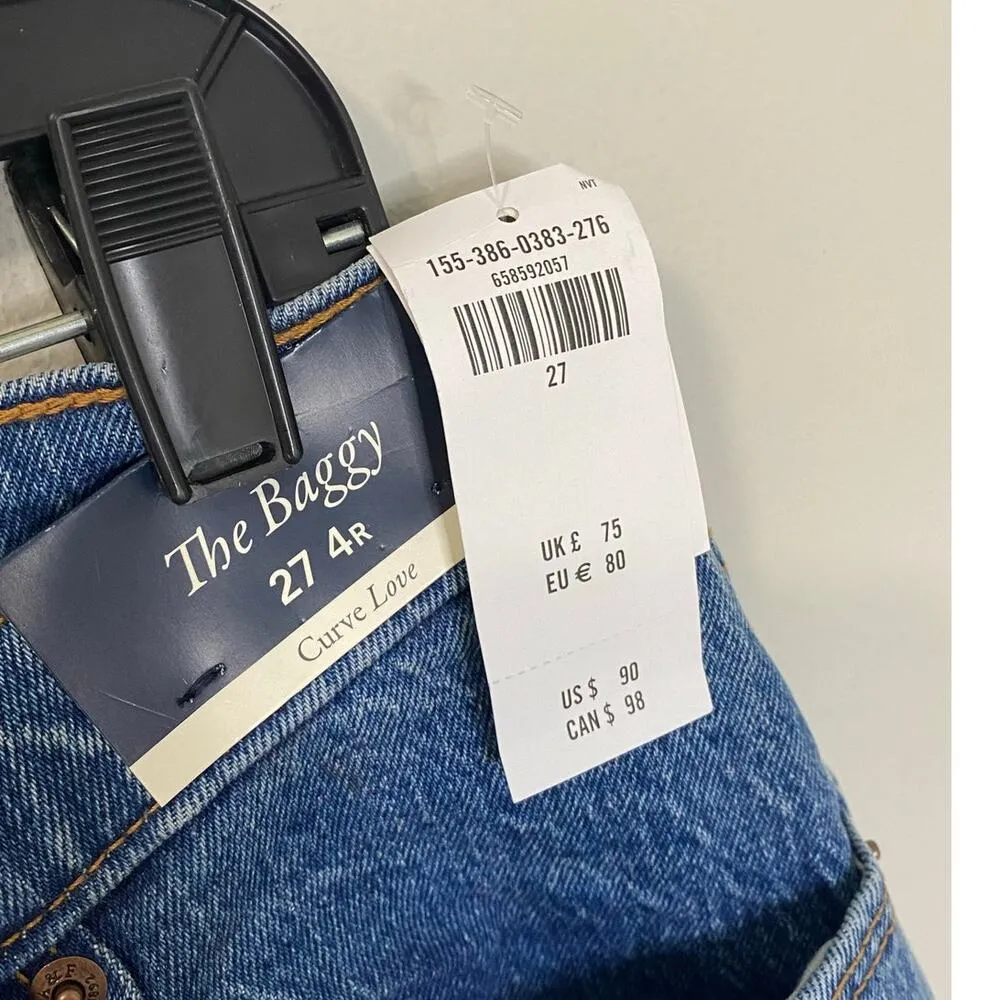 NVT
155-386-0383-276
658592057
27
UK £ 75
EU € 80
US $ 90
CAN $ 98
The Baggy
27 4R
Curve Love
& F
1892